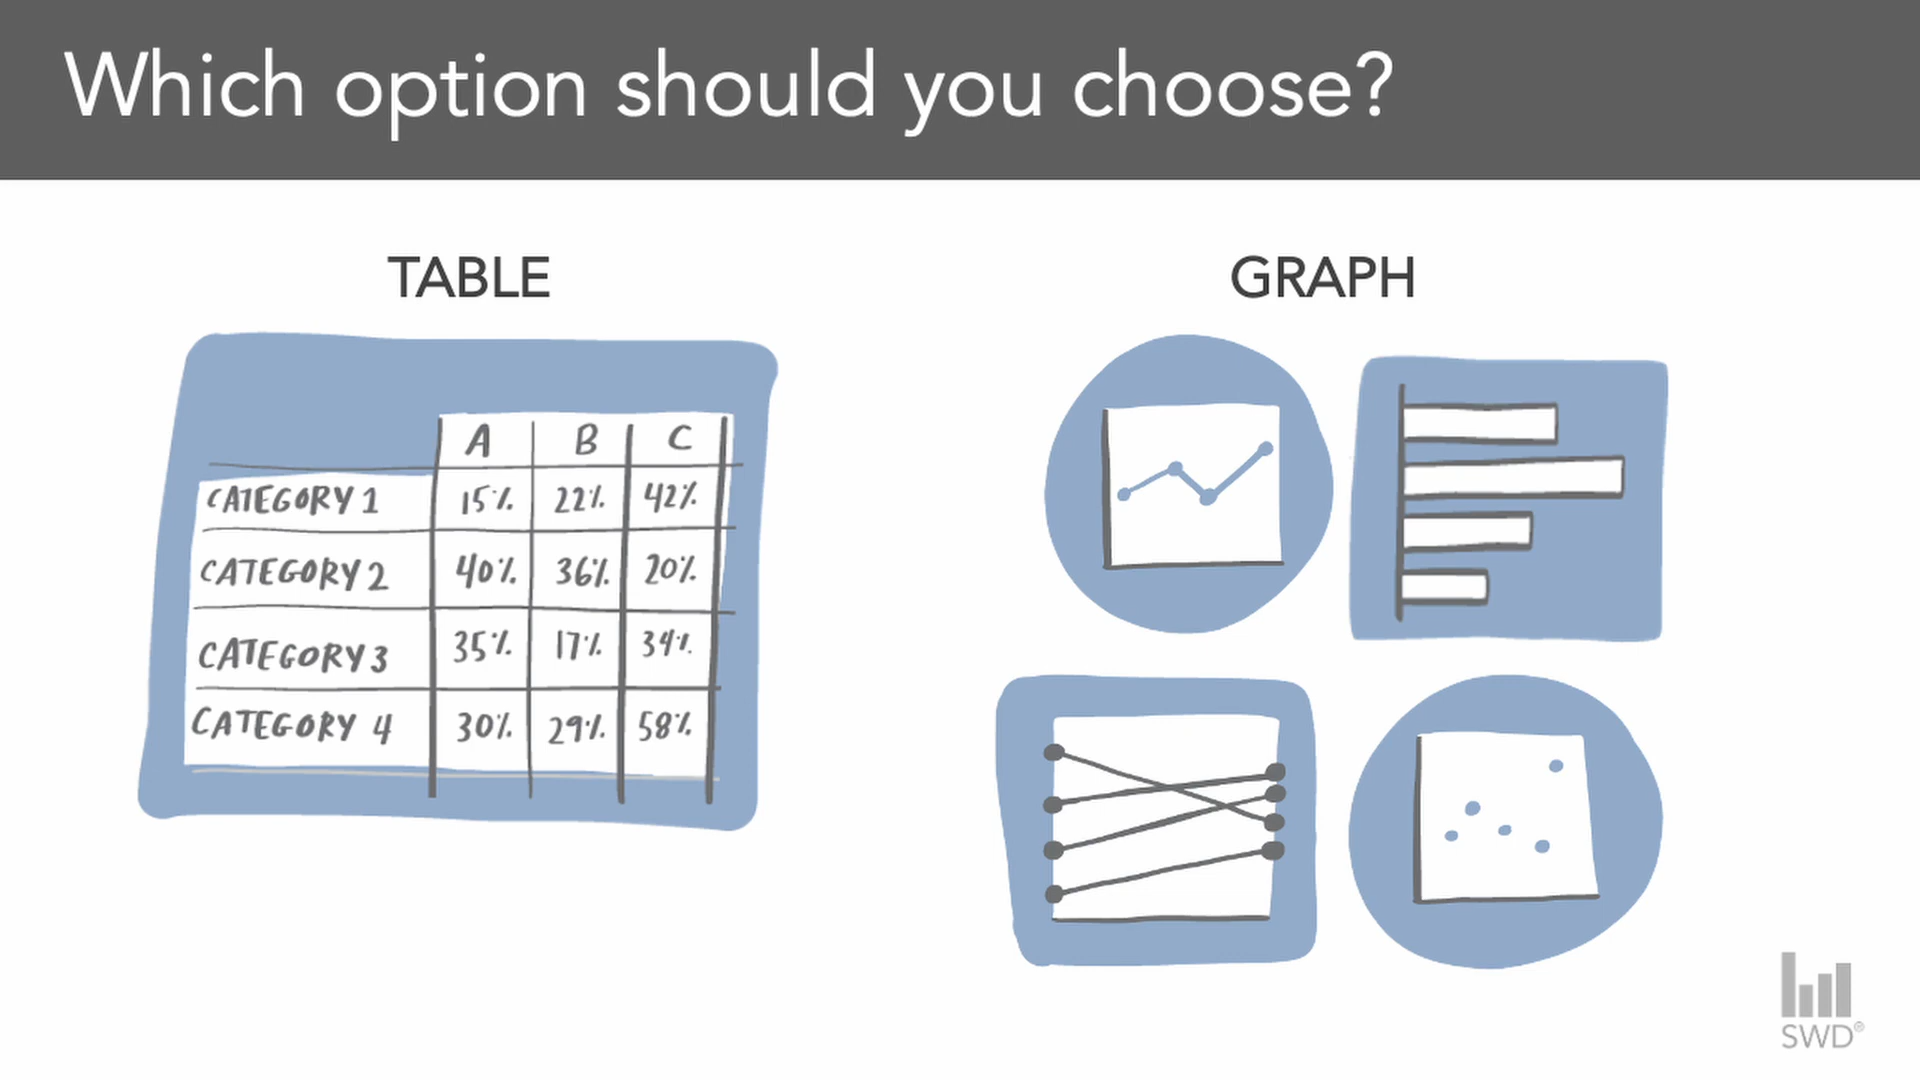 Which option should you choose?
TABLE
GRAPH
A B C
CATEGORY 1 15% 22% 42%
CATEGORY 2 40% 36% 20%
CATEGORY 3 35% 17% 34%
CATEGORY 4 30% 29% 58%
SWD®